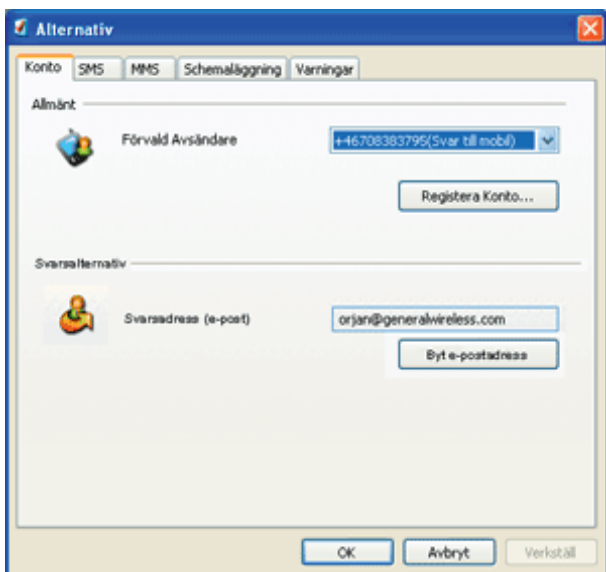 Alternativ
Konto SMS MMS Schemaläggning Varningar
Allmänt
Förvald Avsändare +46708383795(Svar till mobil)
Registera Konto...
Svarsalternativ
Svarsadress (e-post) orjan@generalwireless.com
Byt e-postadress
OK Avbryt Verkställ